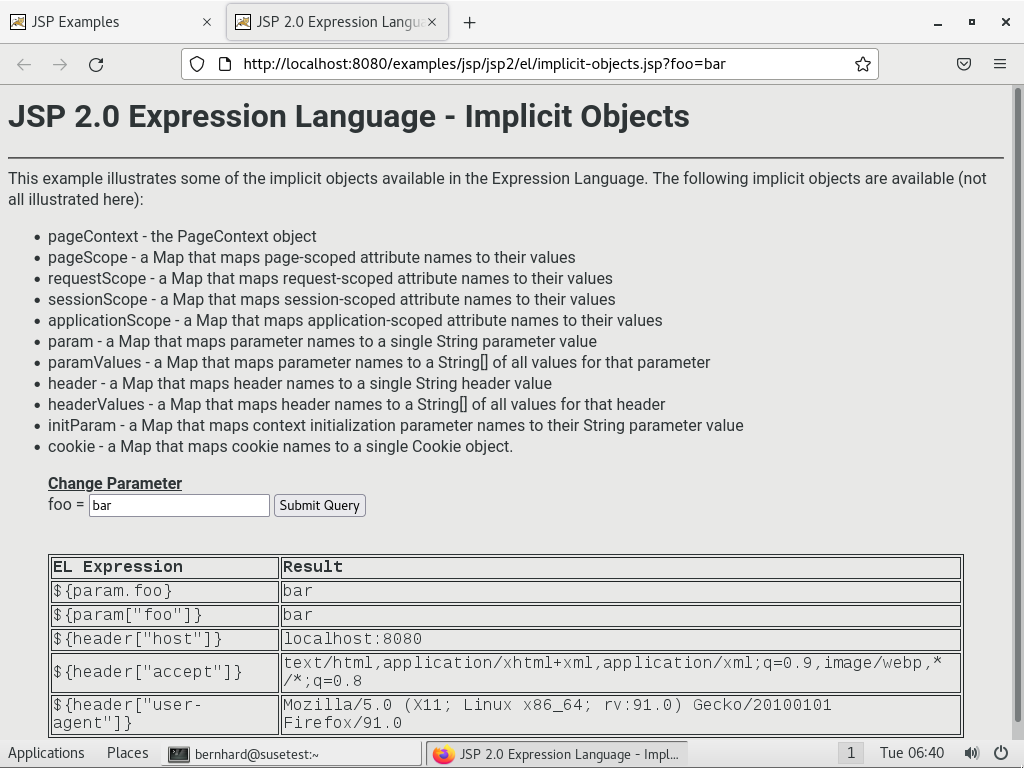 JSP Examples
JSP 2.0 Expression Langua
http://localhost:8080/examples/jsp/jsp2/el/implicit-objects.jsp?foo=bar
JSP 2.0 Expression Language - Implicit Objects
This example illustrates some of the implicit objects available in the Expression Language. The following implicit objects are available (not
all illustrated here):
• pageContext - the PageContext object
• pageScope - a Map that maps page-scoped attribute names to their values
• requestScope - a Map that maps request-scoped attribute names to their values
• sessionScope - a Map that maps session-scoped attribute names to their values
• applicationScope - a Map that maps application-scoped attribute names to their values
• param - a Map that maps parameter names to a single String parameter value
• paramValues - a Map that maps parameter names to a String[] of all values for that parameter
• header - a Map that maps header names to a single String header value
• headerValues - a Map that maps header names to a String[] of all values for that header
• initParam - a Map that maps context initialization parameter names to their String parameter value
• cookie - a Map that maps cookie names to a single Cookie object.
Change Parameter
foo = bar Submit Query
EL Expression Result
${param.foo} bar
${param["foo"]} bar
${header["host"]} localhost:8080
${header["accept"]} text/html,application/xhtml+xml,application/xml;q=0.9,image/webp,*
/*;q=0.8
${header["user- Mozilla/5.0 (X11; Linux x86_64; rv:91.0) Gecko/20100101
agent"]} Firefox/91.0
Applications Places bernhard@susetest:~ JSP 2.0 Expression Language - Impl... 1 Tue 06:40